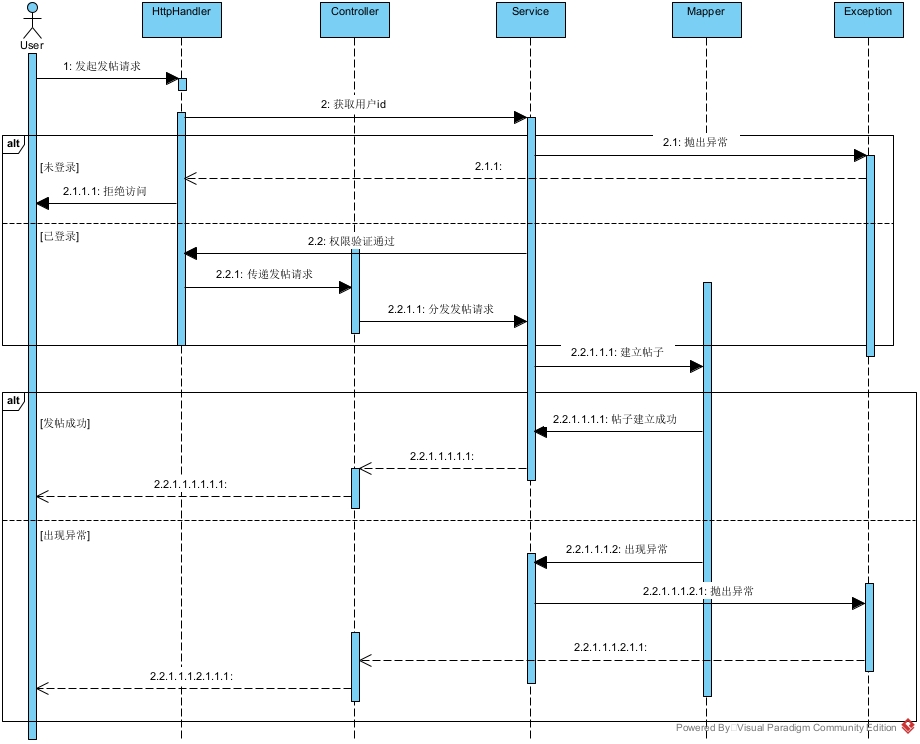 HttpHandler
Controller
Service
Mapper
Exception
User
1: 发起发帖请求
2: 获取用户id
alt
2.1: 抛出异常
[未登录]
2.1.1:
2.1.1.1: 拒绝访问
[已登录]
2.2: 权限验证通过
2.2.1: 传递发帖请求
2.2.1.1: 分发发帖请求
2.2.1.1.1: 建立帖子
alt
[发帖成功]
2.2.1.1.1.1: 帖子建立成功
2.2.1.1.1.1.1:
2.2.1.1.1.1.1.1:
[出现异常]
2.2.1.1.1.2: 出现异常
2.2.1.1.1.2.1: 抛出异常
2.2.1.1.1.2.1.1:
2.2.1.1.1.2.1.1.1:
Powered By Visual Paradigm Community Edition